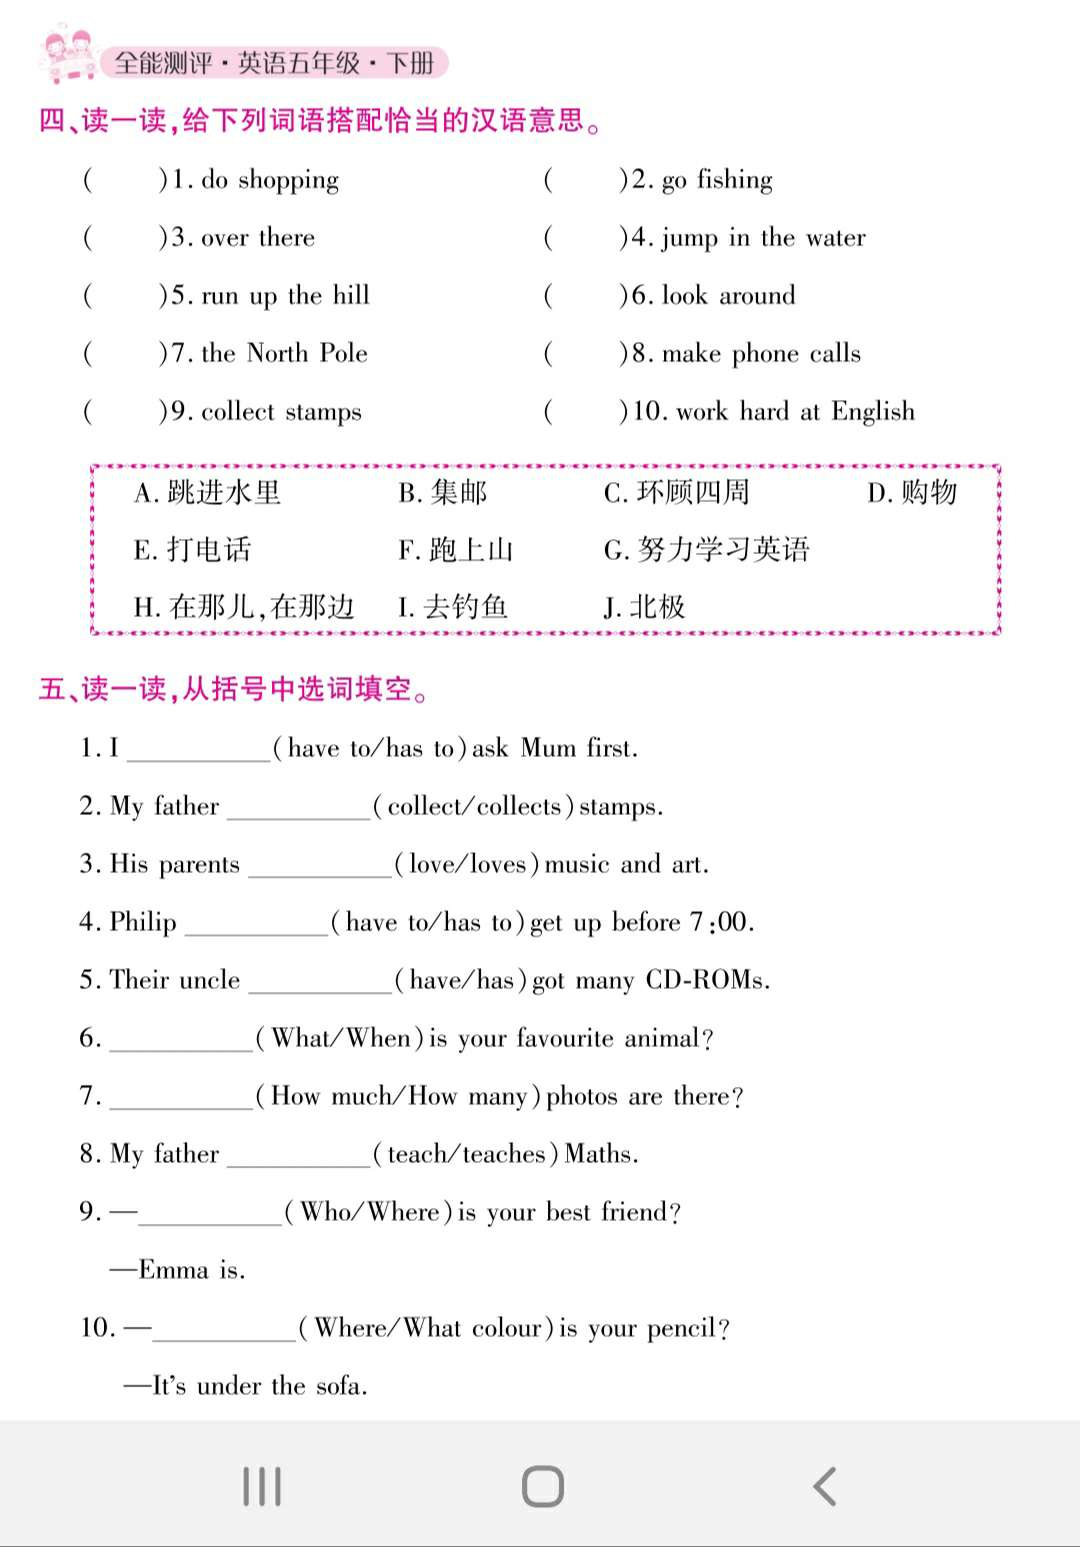 全能测评·英语五年级·下册
四、读一读,给下列词语搭配恰当的汉语意思。
(    )1. do shopping (    )2. go fishing
(    )3. over there (    )4. jump in the water
(    )5. run up the hill (    )6. look around
(    )7. the North Pole (    )8. make phone calls
(    )9. collect stamps (    )10. work hard at English
A. 跳进水里 B. 集邮 C. 环顾四周 D. 购物
E. 打电话 F. 跑上山 G. 努力学习英语
H. 在那儿,在那边 I. 去钓鱼 J. 北极
五、读一读,从括号中选词填空。
1. I __________(have to/has to)ask Mum first.
2. My father __________(collect/collects)stamps.
3. His parents __________(love/loves)music and art.
4. Philip __________(have to/has to)get up before 7:00.
5. Their uncle __________(have/has)got many CD-ROMs.
6. __________(What/When)is your favourite animal?
7. __________(How much/How many)photos are there?
8. My father __________(teach/teaches)Maths.
9. —__________(Who/Where)is your best friend?
—Emma is.
10. —__________(Where/What colour)is your pencil?
—It's under the sofa.